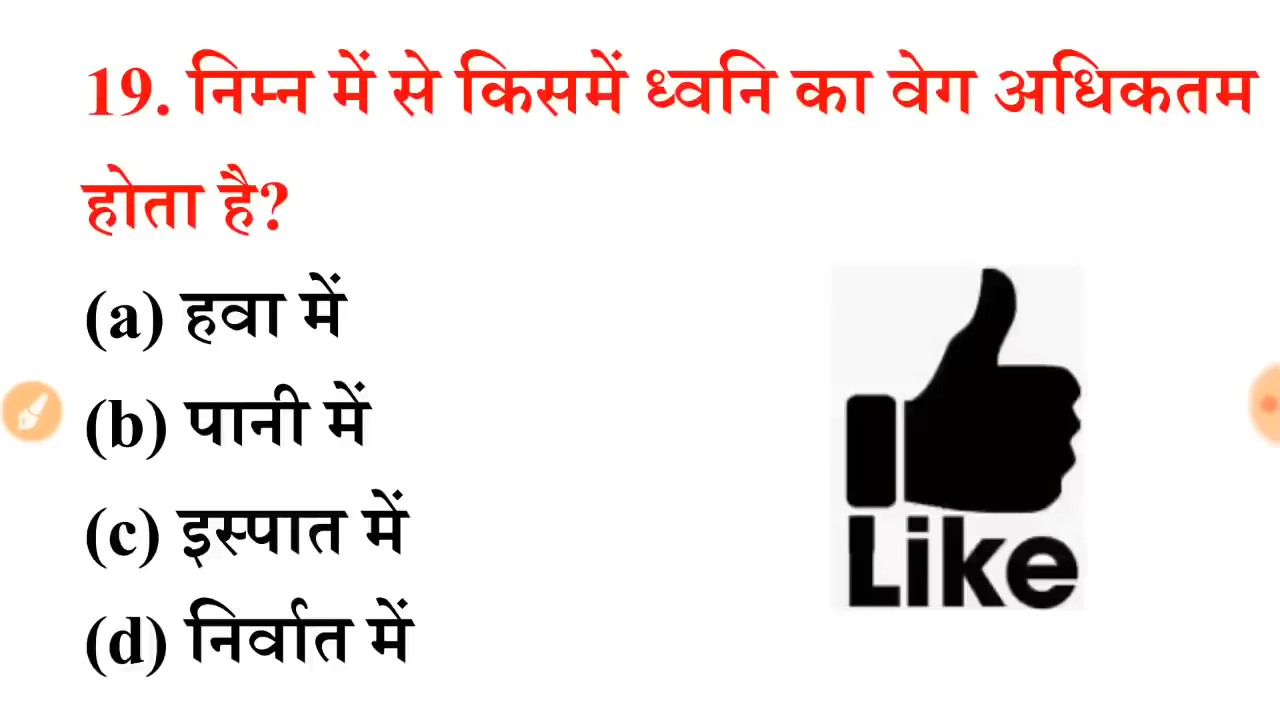 19. निम्न में से किसमें ध्वनि का वेग अधिकतम
होता है?
(a) हवा में
(b) पानी में
(c) इस्पात में
(d) निर्वात में
Like